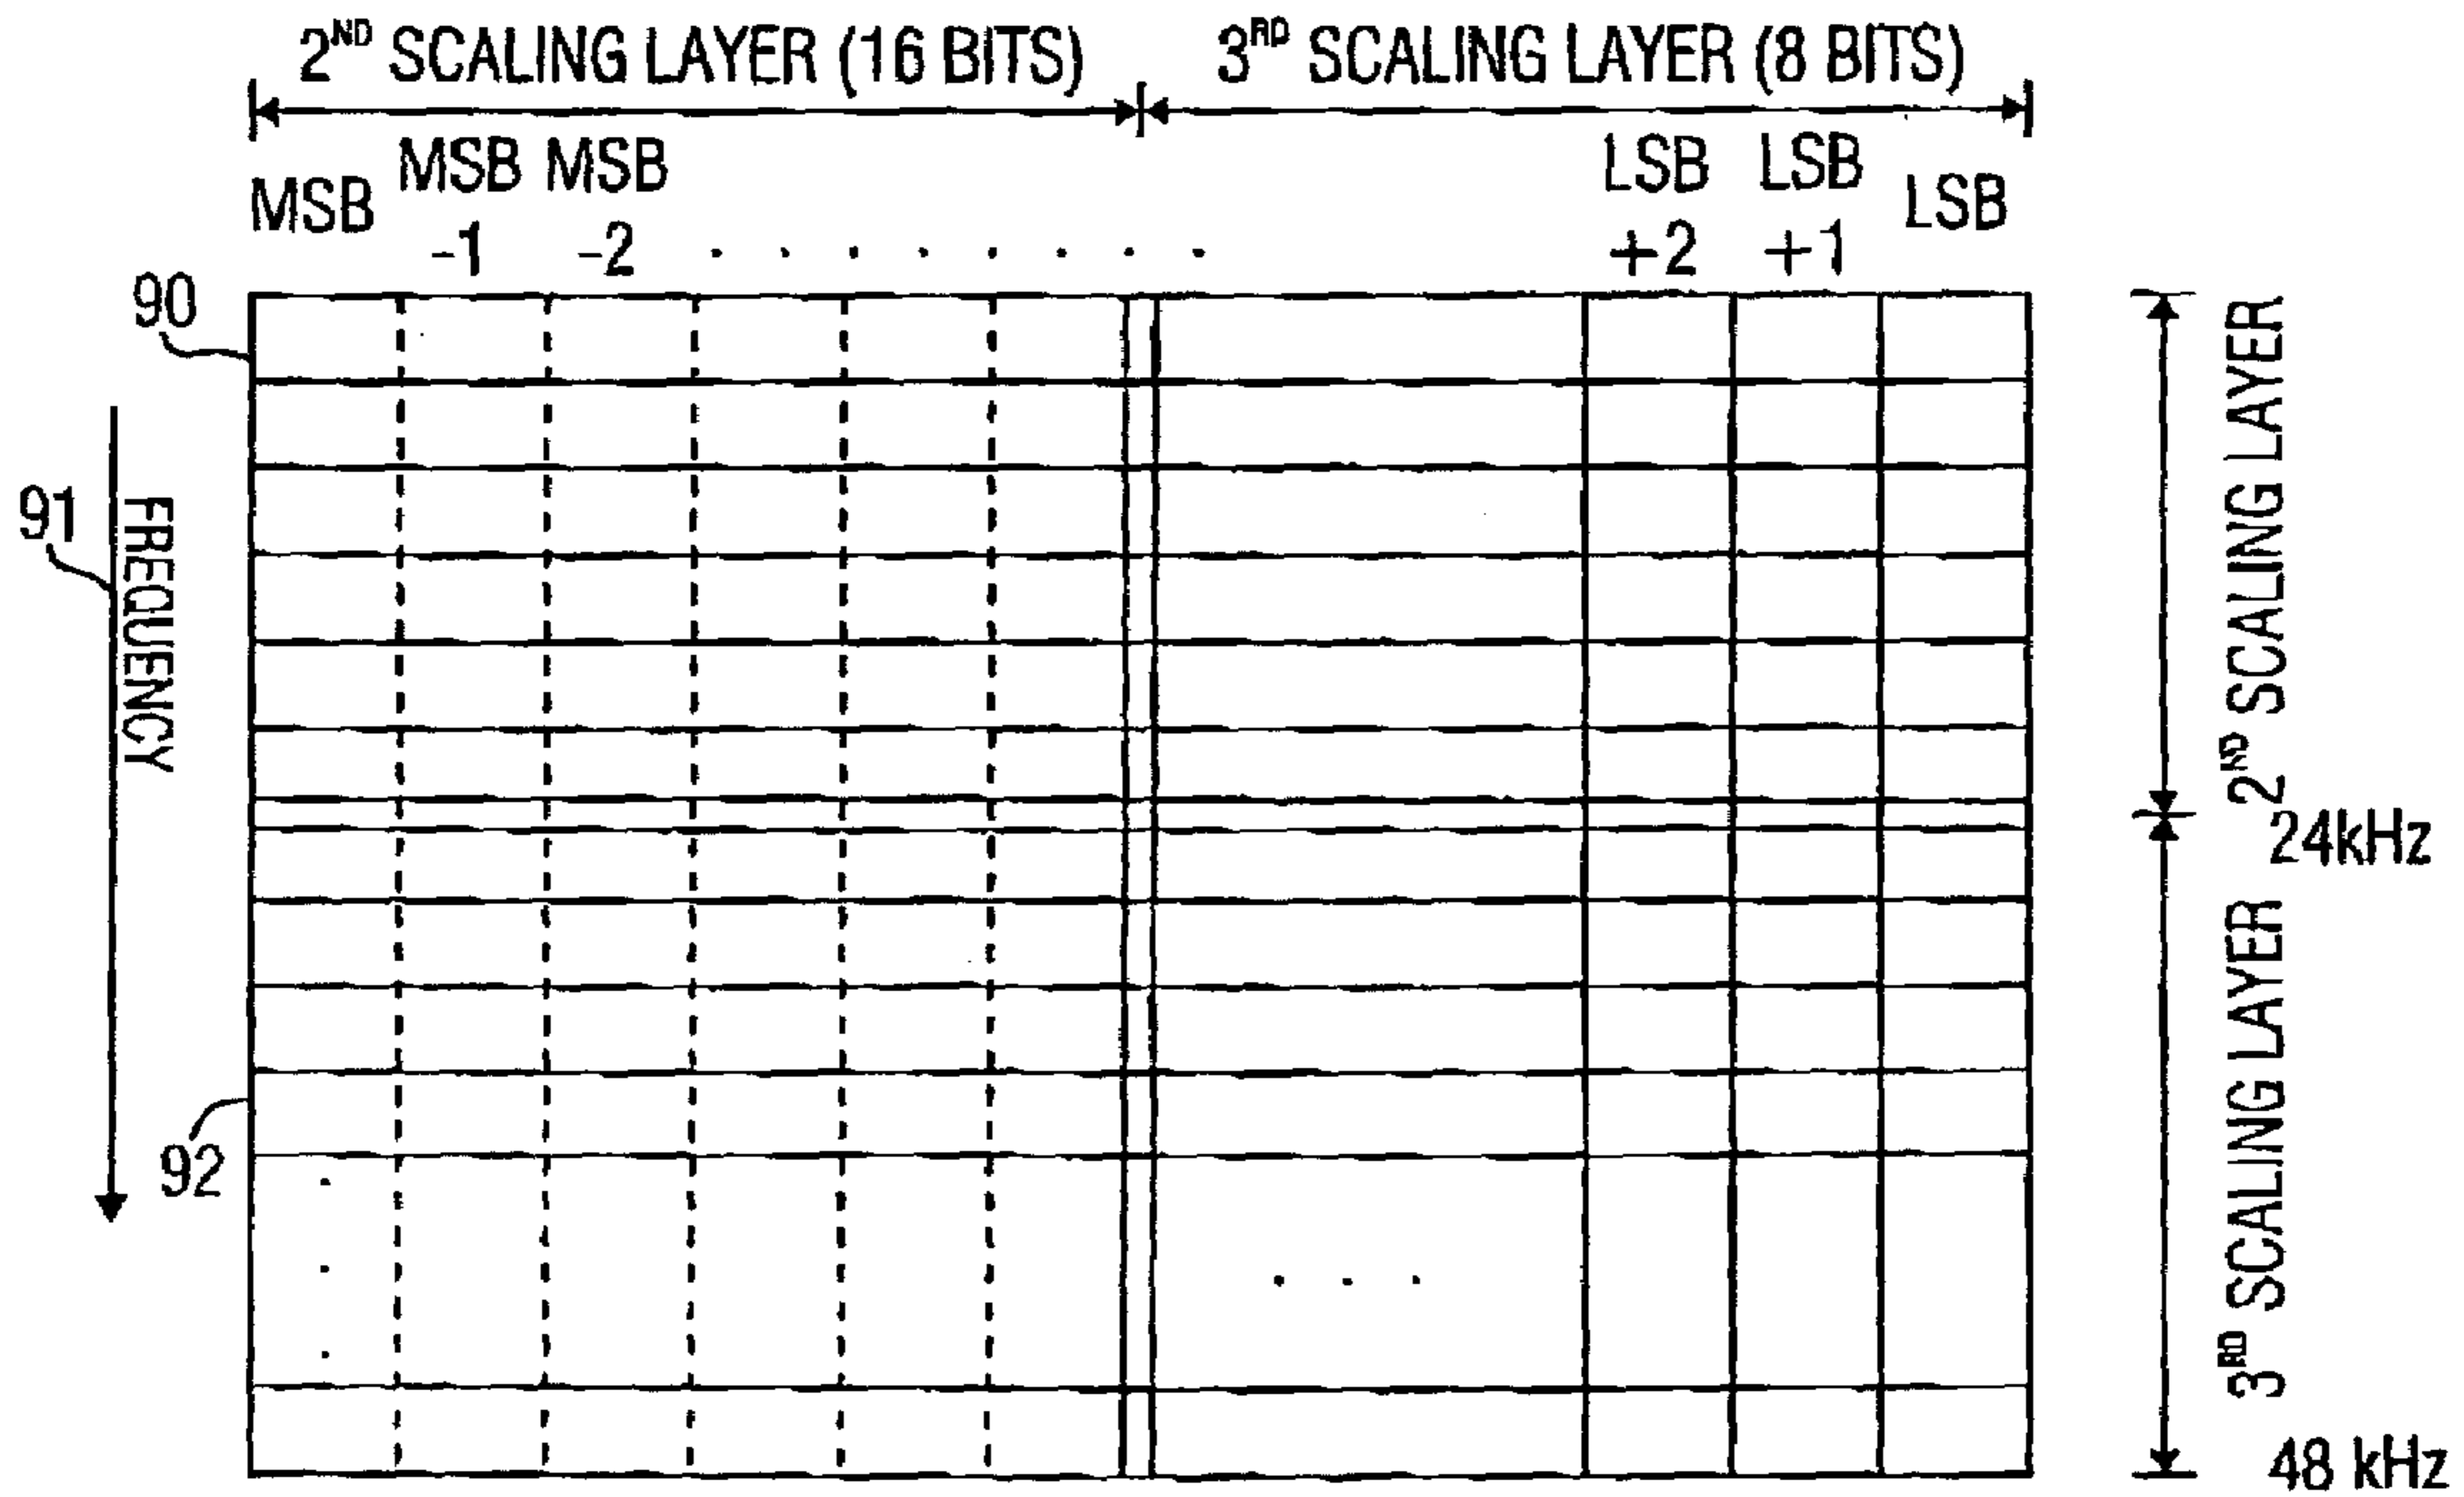 2ND SCALING LAYER (16 BITS)
3RD SCALING LAYER (8 BITS)
MSB
MSB -1
MSB -2
. . . . . . . .
LSB +2
LSB +1
LSB
90
91
FREQUENCY
92
. . .
2ND SCALING LAYER
24kHz
3RD SCALING LAYER
48 kHz